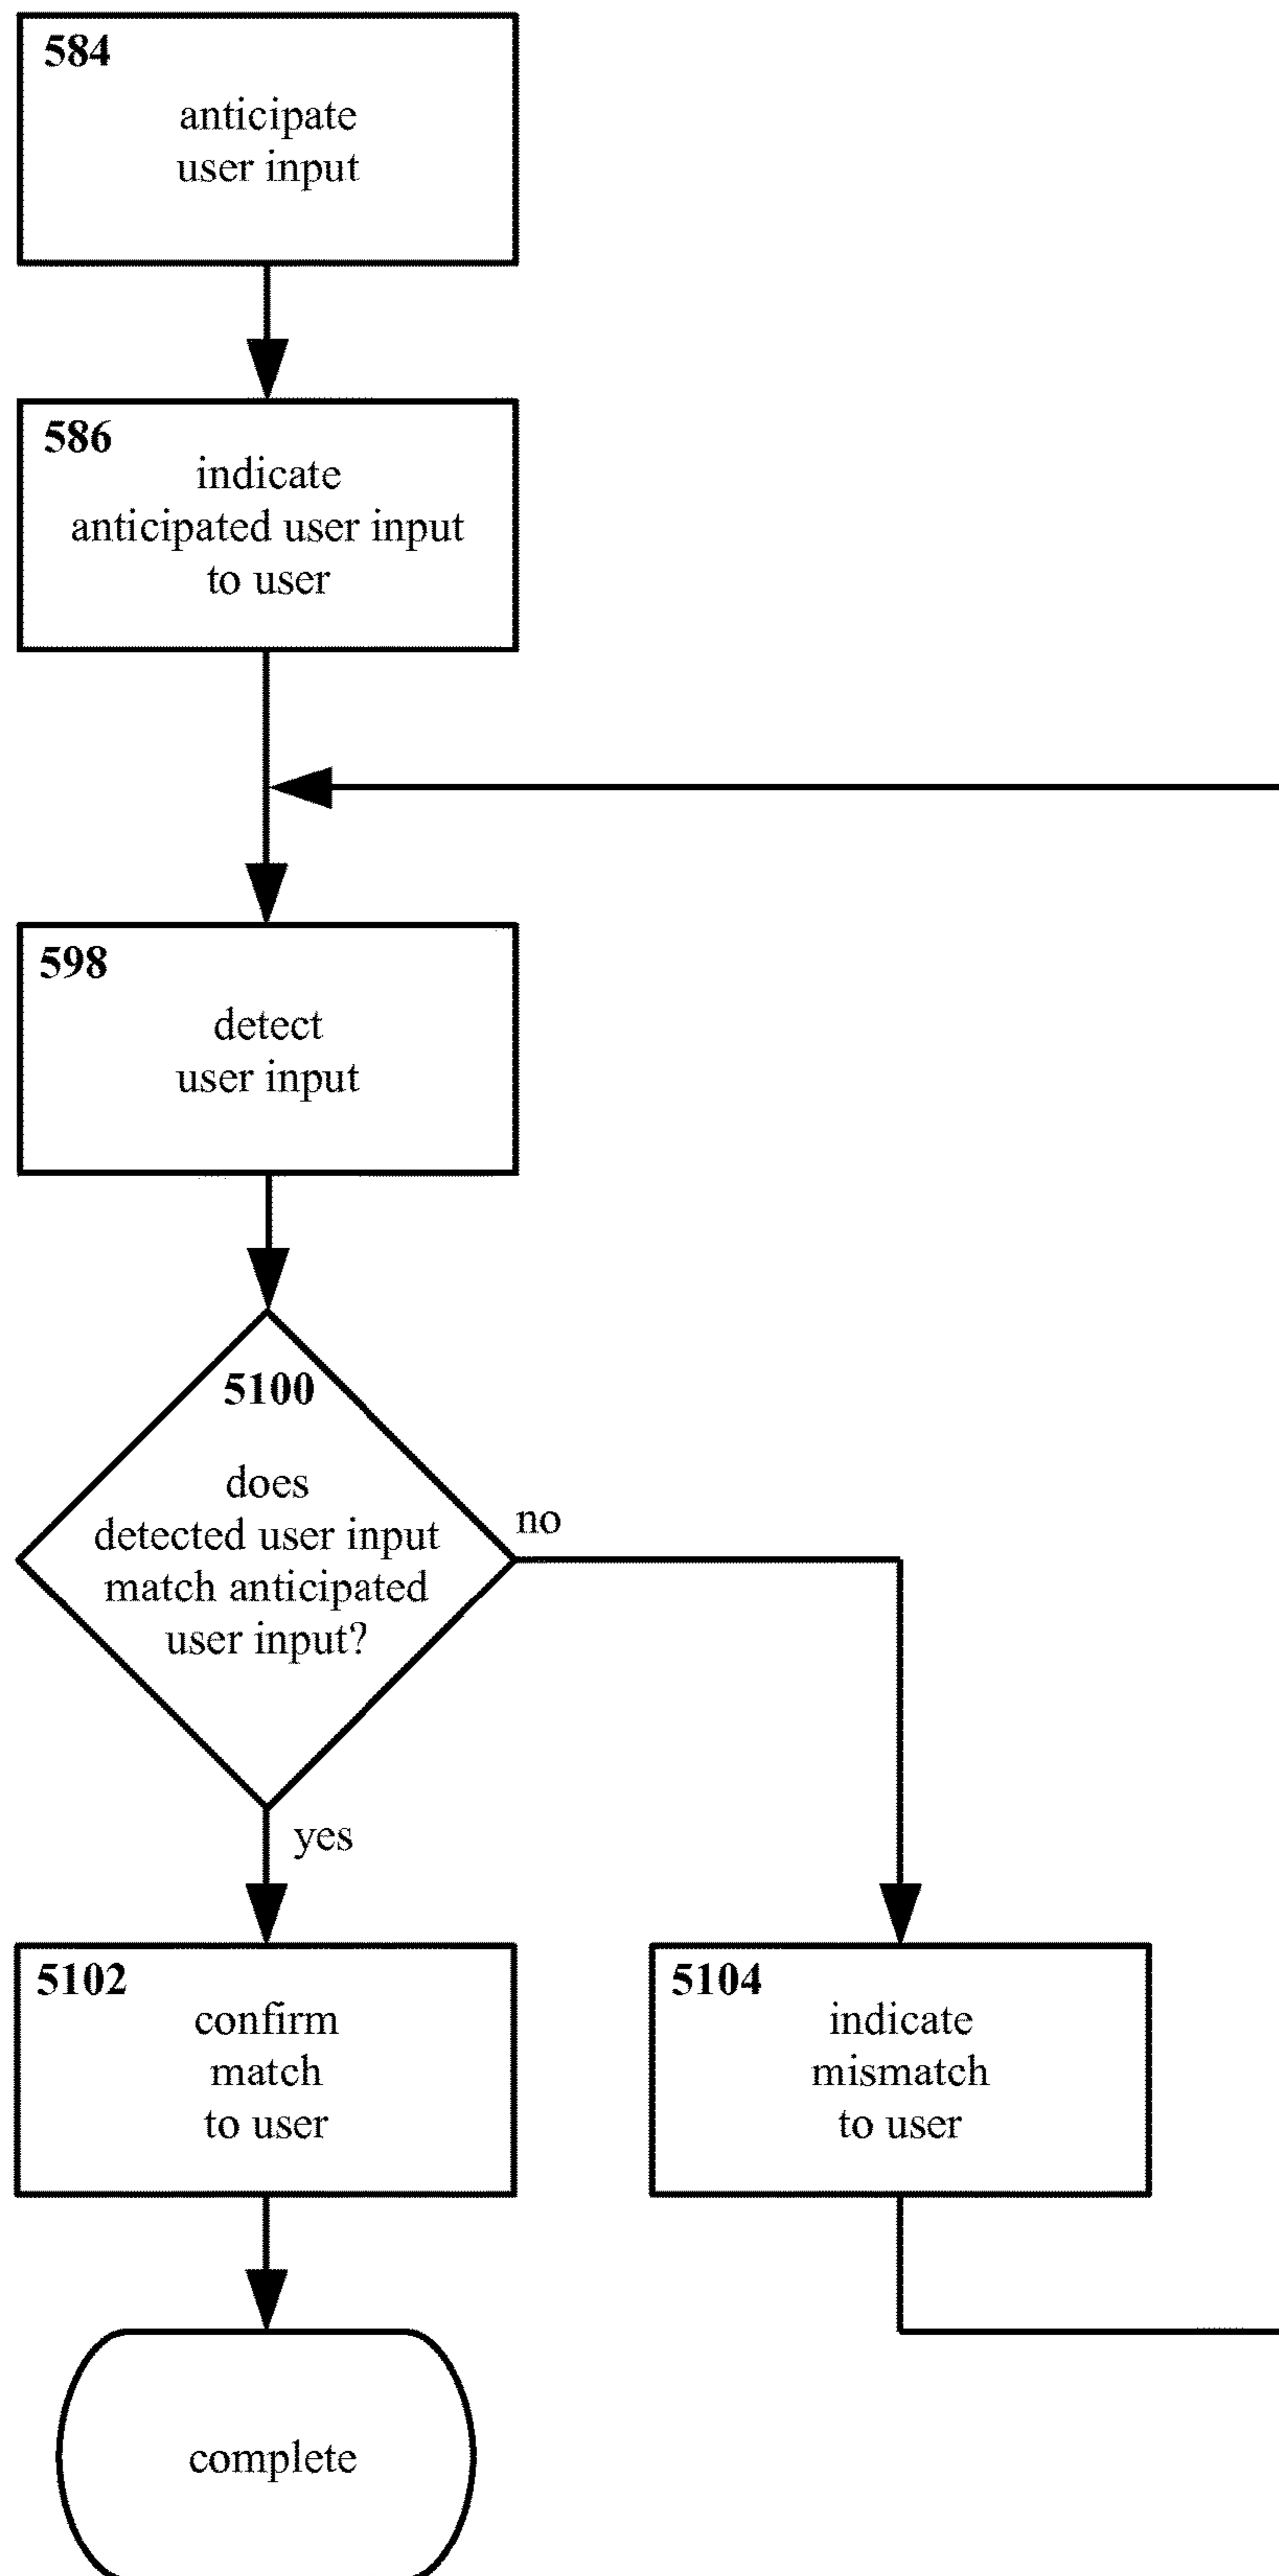 584
anticipate
user input
586
indicate
anticipated user input
to user
598
detect
user input
5100
does
detected user input
match anticipated
user input?
no
yes
5102
confirm
match
to user
5104
indicate
mismatch
to user
complete